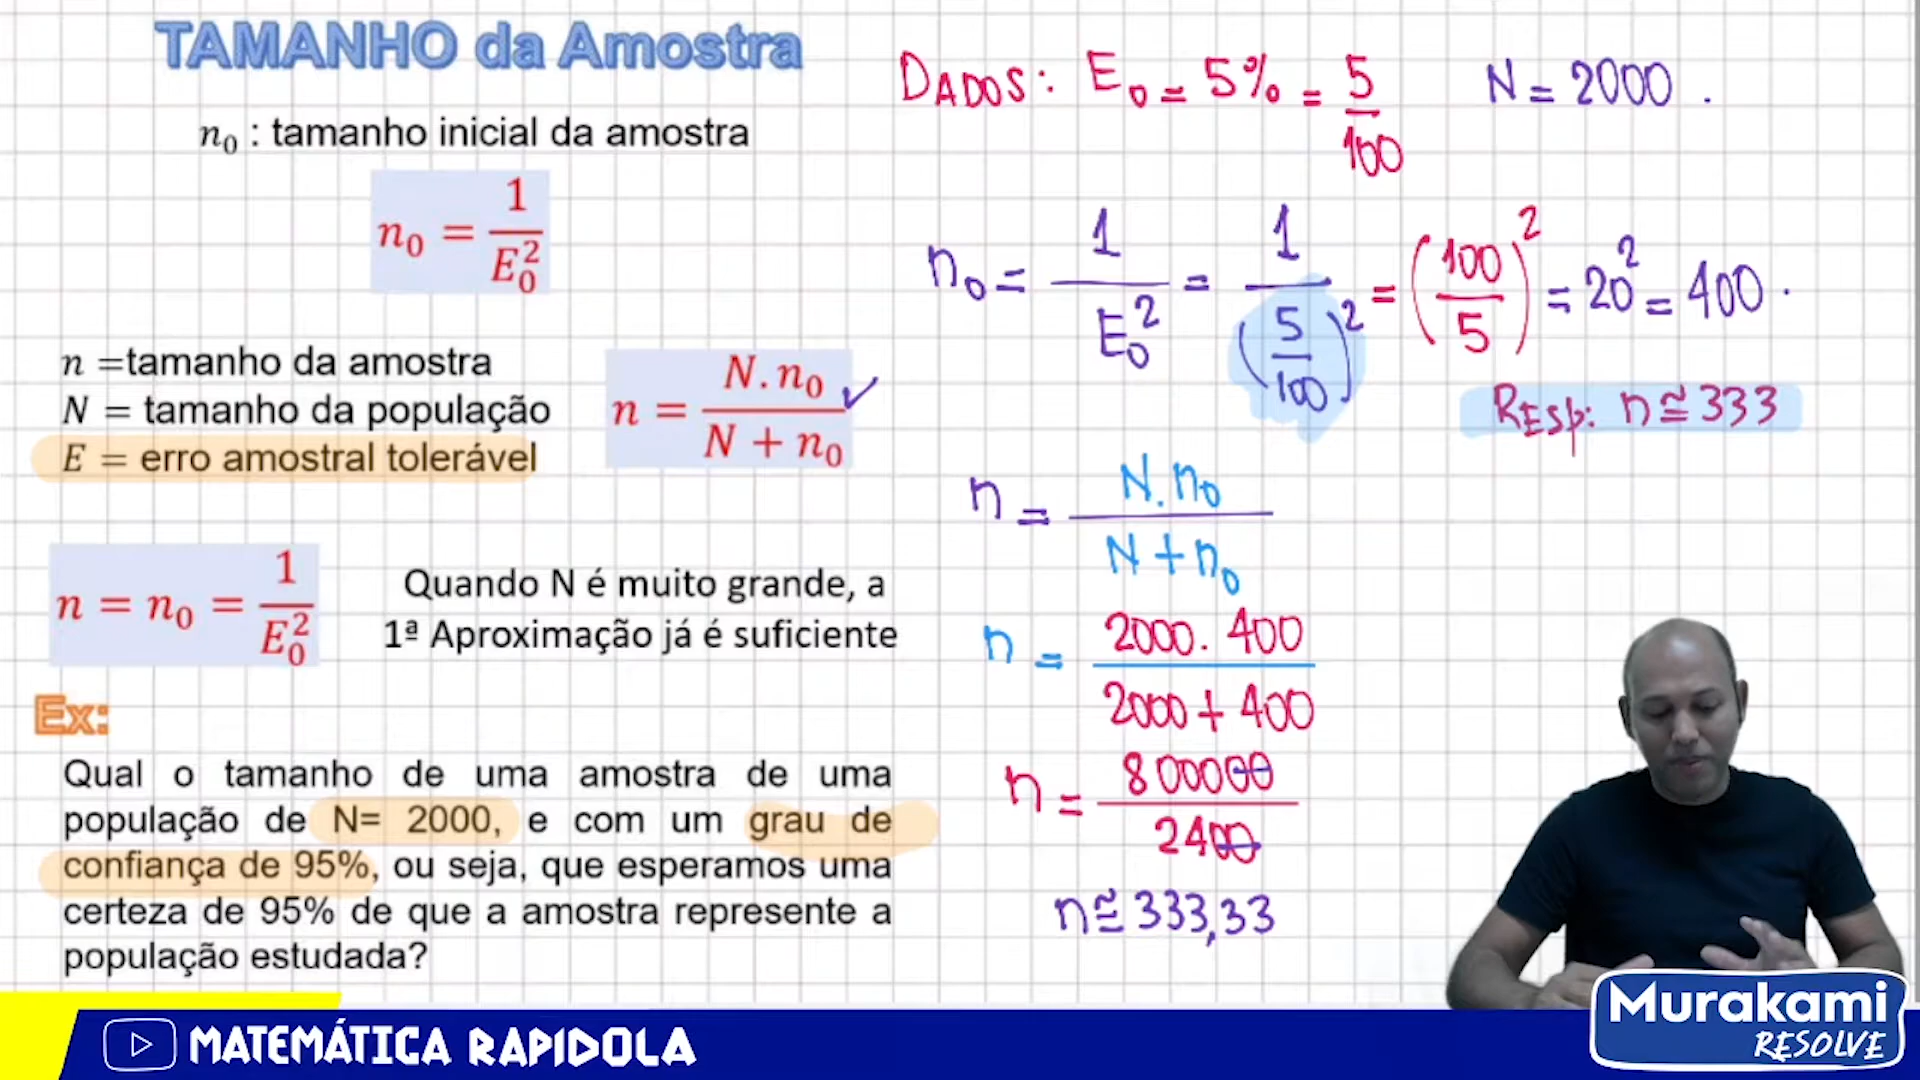 TAMANHO da Amostra
n₀ : tamanho inicial da amostra
n₀ = 1 / E₀²
n =tamanho da amostra
N = tamanho da população
E = erro amostral tolerável
n = N.n₀ / N + n₀ ✓
n = n₀ = 1 / E₀²
Quando N é muito grande, a
1ª Aproximação já é suficiente
Ex:
Qual o tamanho de uma amostra de uma
população de N= 2000, e com um grau de
confiança de 95%, ou seja, que esperamos uma
certeza de 95% de que a amostra represente a
população estudada?
DADOS: E₀ = 5% = 5/100 N = 2000.
n₀ = 1 / E₀² = 1 / (5/100)² = (100/5)² = 20² = 400.
RESP: n ≅ 333
n = N.n₀ / N + n₀
n = 2000. 400 / 2000 + 400
n = 800000 / 2400
n ≅ 333,33
MATEMÁTICA RAPIDOLA
Murakami
RESOLVE